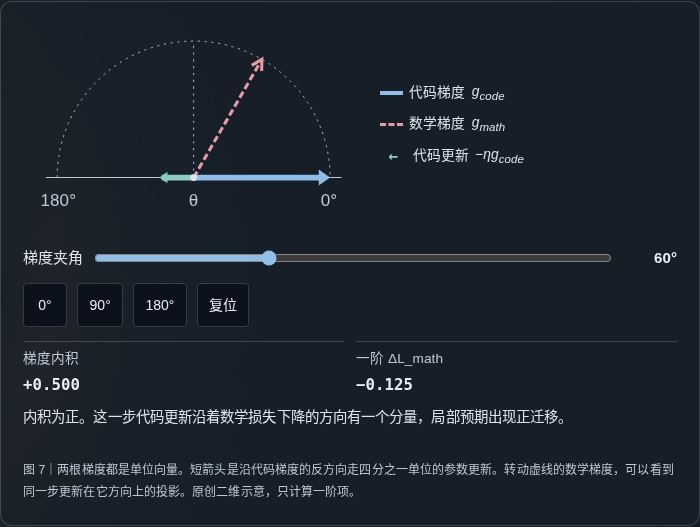 代码梯度 g_code
数学梯度 g_math
← 代码更新 −ηg_code
180° θ 0°
梯度夹角 60°
0° 90° 180° 复位
梯度内积 一阶 ΔL_math
+0.500 −0.125
内积为正。这一步代码更新沿着数学损失下降的方向有一个分量，局部预期出现正迁移。
图 7｜两根梯度都是单位向量。短箭头是沿代码梯度的反方向走四分之一单位的参数更新。转动虚线的数学梯度，可以看到
同一步更新在它方向上的投影。原创二维示意，只计算一阶项。